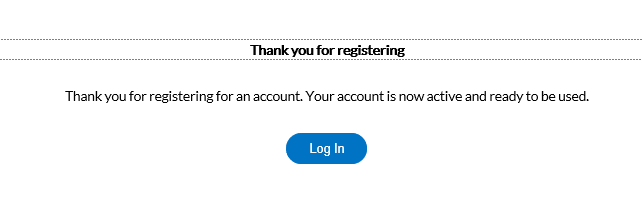 Thank you for registering
Thank you for registering for an account. Your account is now active and ready to be used.
Log In